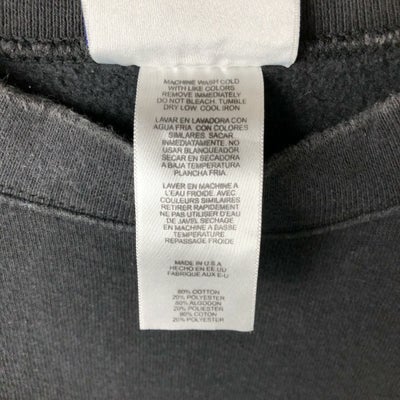 MACHINE WASH COLD
WITH LIKE COLORS
REMOVE IMMEDIATELY
DO NOT BLEACH. TUMBLE
DRY LOW. COOL IRON
LAVAR EN LAVADORA CON
AGUA FRIA. CON COLORES
SIMILARES. SACAR
INMEDIATAMENTE. NO
USAR BLANQUEADOR
SECAR EN SECADORA
A BAJA TEMPERATURA
PLANCHA FRIA.
LAVER EN MACHINE A
L'EAU FROIDE. AVEC
COULEURS SIMILAIRES
RETIRER RAPIDEMENT
NE PAS UTILISER D'EAU
DE JAVEL SECHAGE
EN MACHINE A BASSE
TEMPÉRATURE
REPASSAGE FROIDE
MADE IN U.S.A
HECHO EN EE.UU
FABRIQUE AUX E-U
80% COTTON
20% POLYESTER
80% ALGODON
20% POLIESTER
80% COTON
20% POLYESTER